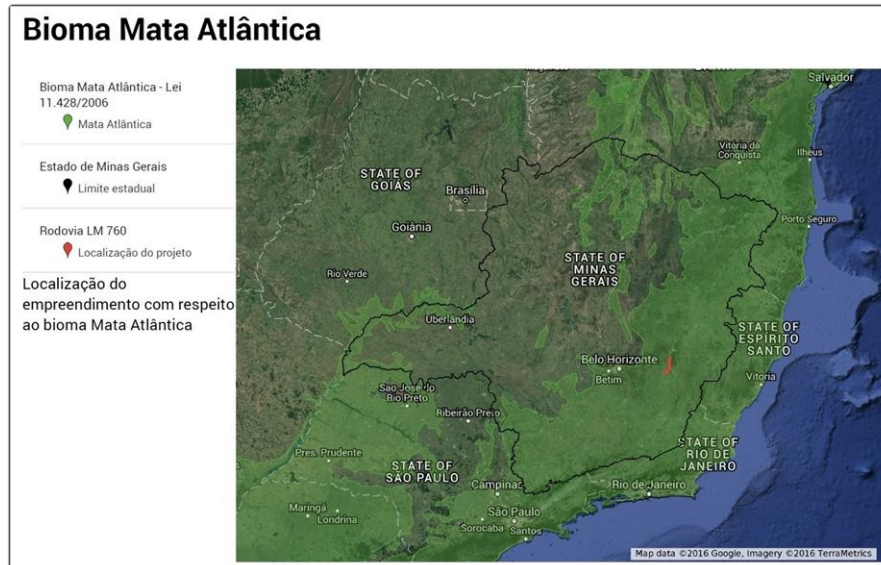 Bioma Mata Atlântica
Bioma Mata Atlântica - Lei
11.428/2006
Mata Atlântica
Estado de Minas Gerais
Limite estadual
Rodovia LM 760
Localização do projeto
Localização do
empreendimento com respeito
ao bioma Mata Atlântica
Salvador
Vitória da
Conquista
Ilhéus
STATE OF
GOIÁS
Brasília
Goiânia
Porto Seguro
Rio Verde
STATE OF
MINAS
GERAIS
Uberlândia
STATE OF
ESPÍRITO
SANTO
Belo Horizonte
Betim
Vitoria
São José do
Rio Preto
Ribeirão Preto
STATE OF
RIO DE
JANEIRO
Pres. Prudente
STATE OF
SÃO PAULO
Campinas
Rio de Janeiro
Maringá
Londrina
São Paulo
Sorocaba
Santos
Map data ©2016 Google, Imagery ©2016 TerraMetrics